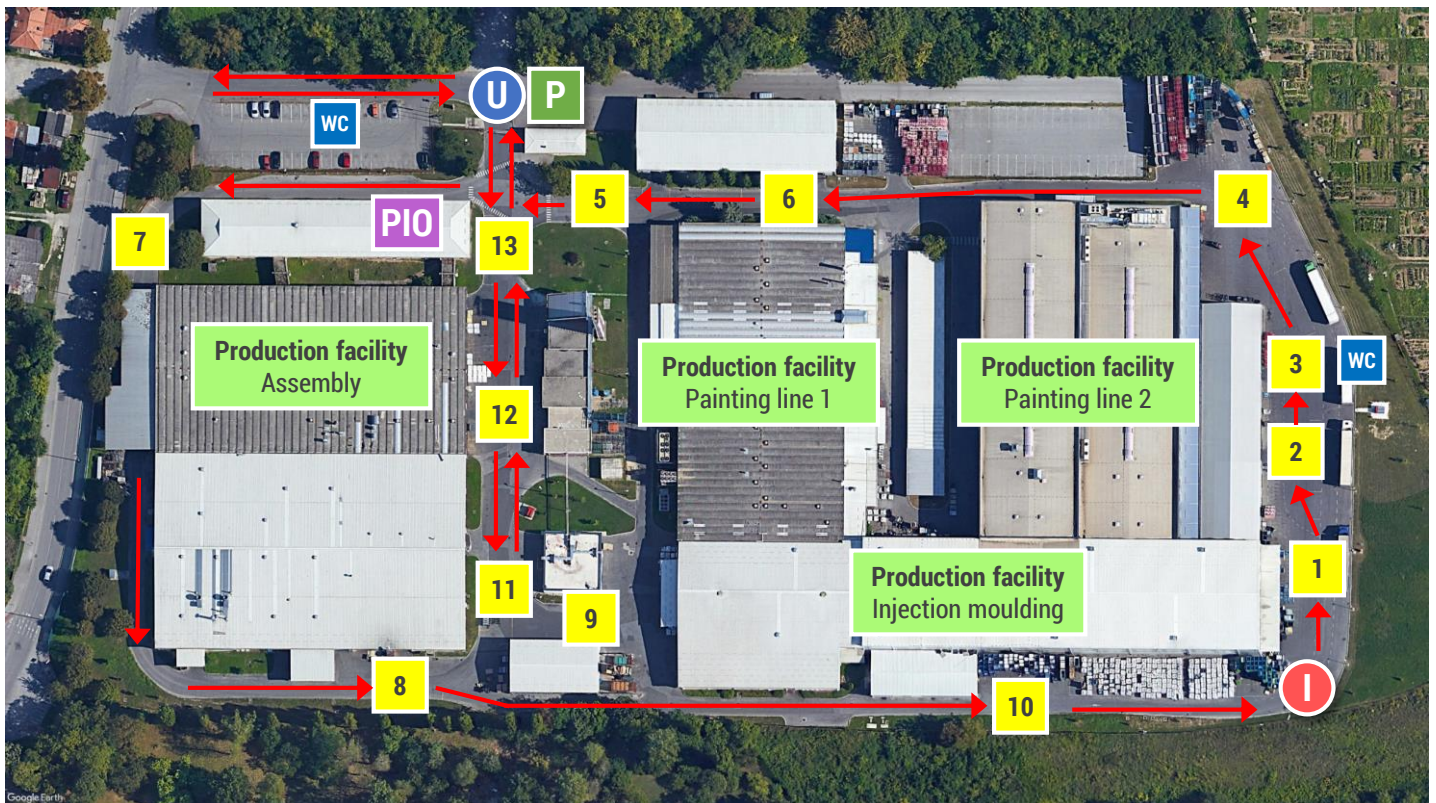 U
P
WC
5
6
4
PIO
7
13
Production facility
Assembly
Production facility
Painting line 1
Production facility
Painting line 2
3
WC
12
2
11
9
Production facility
Injection moulding
1
8
10
I
Google Earth